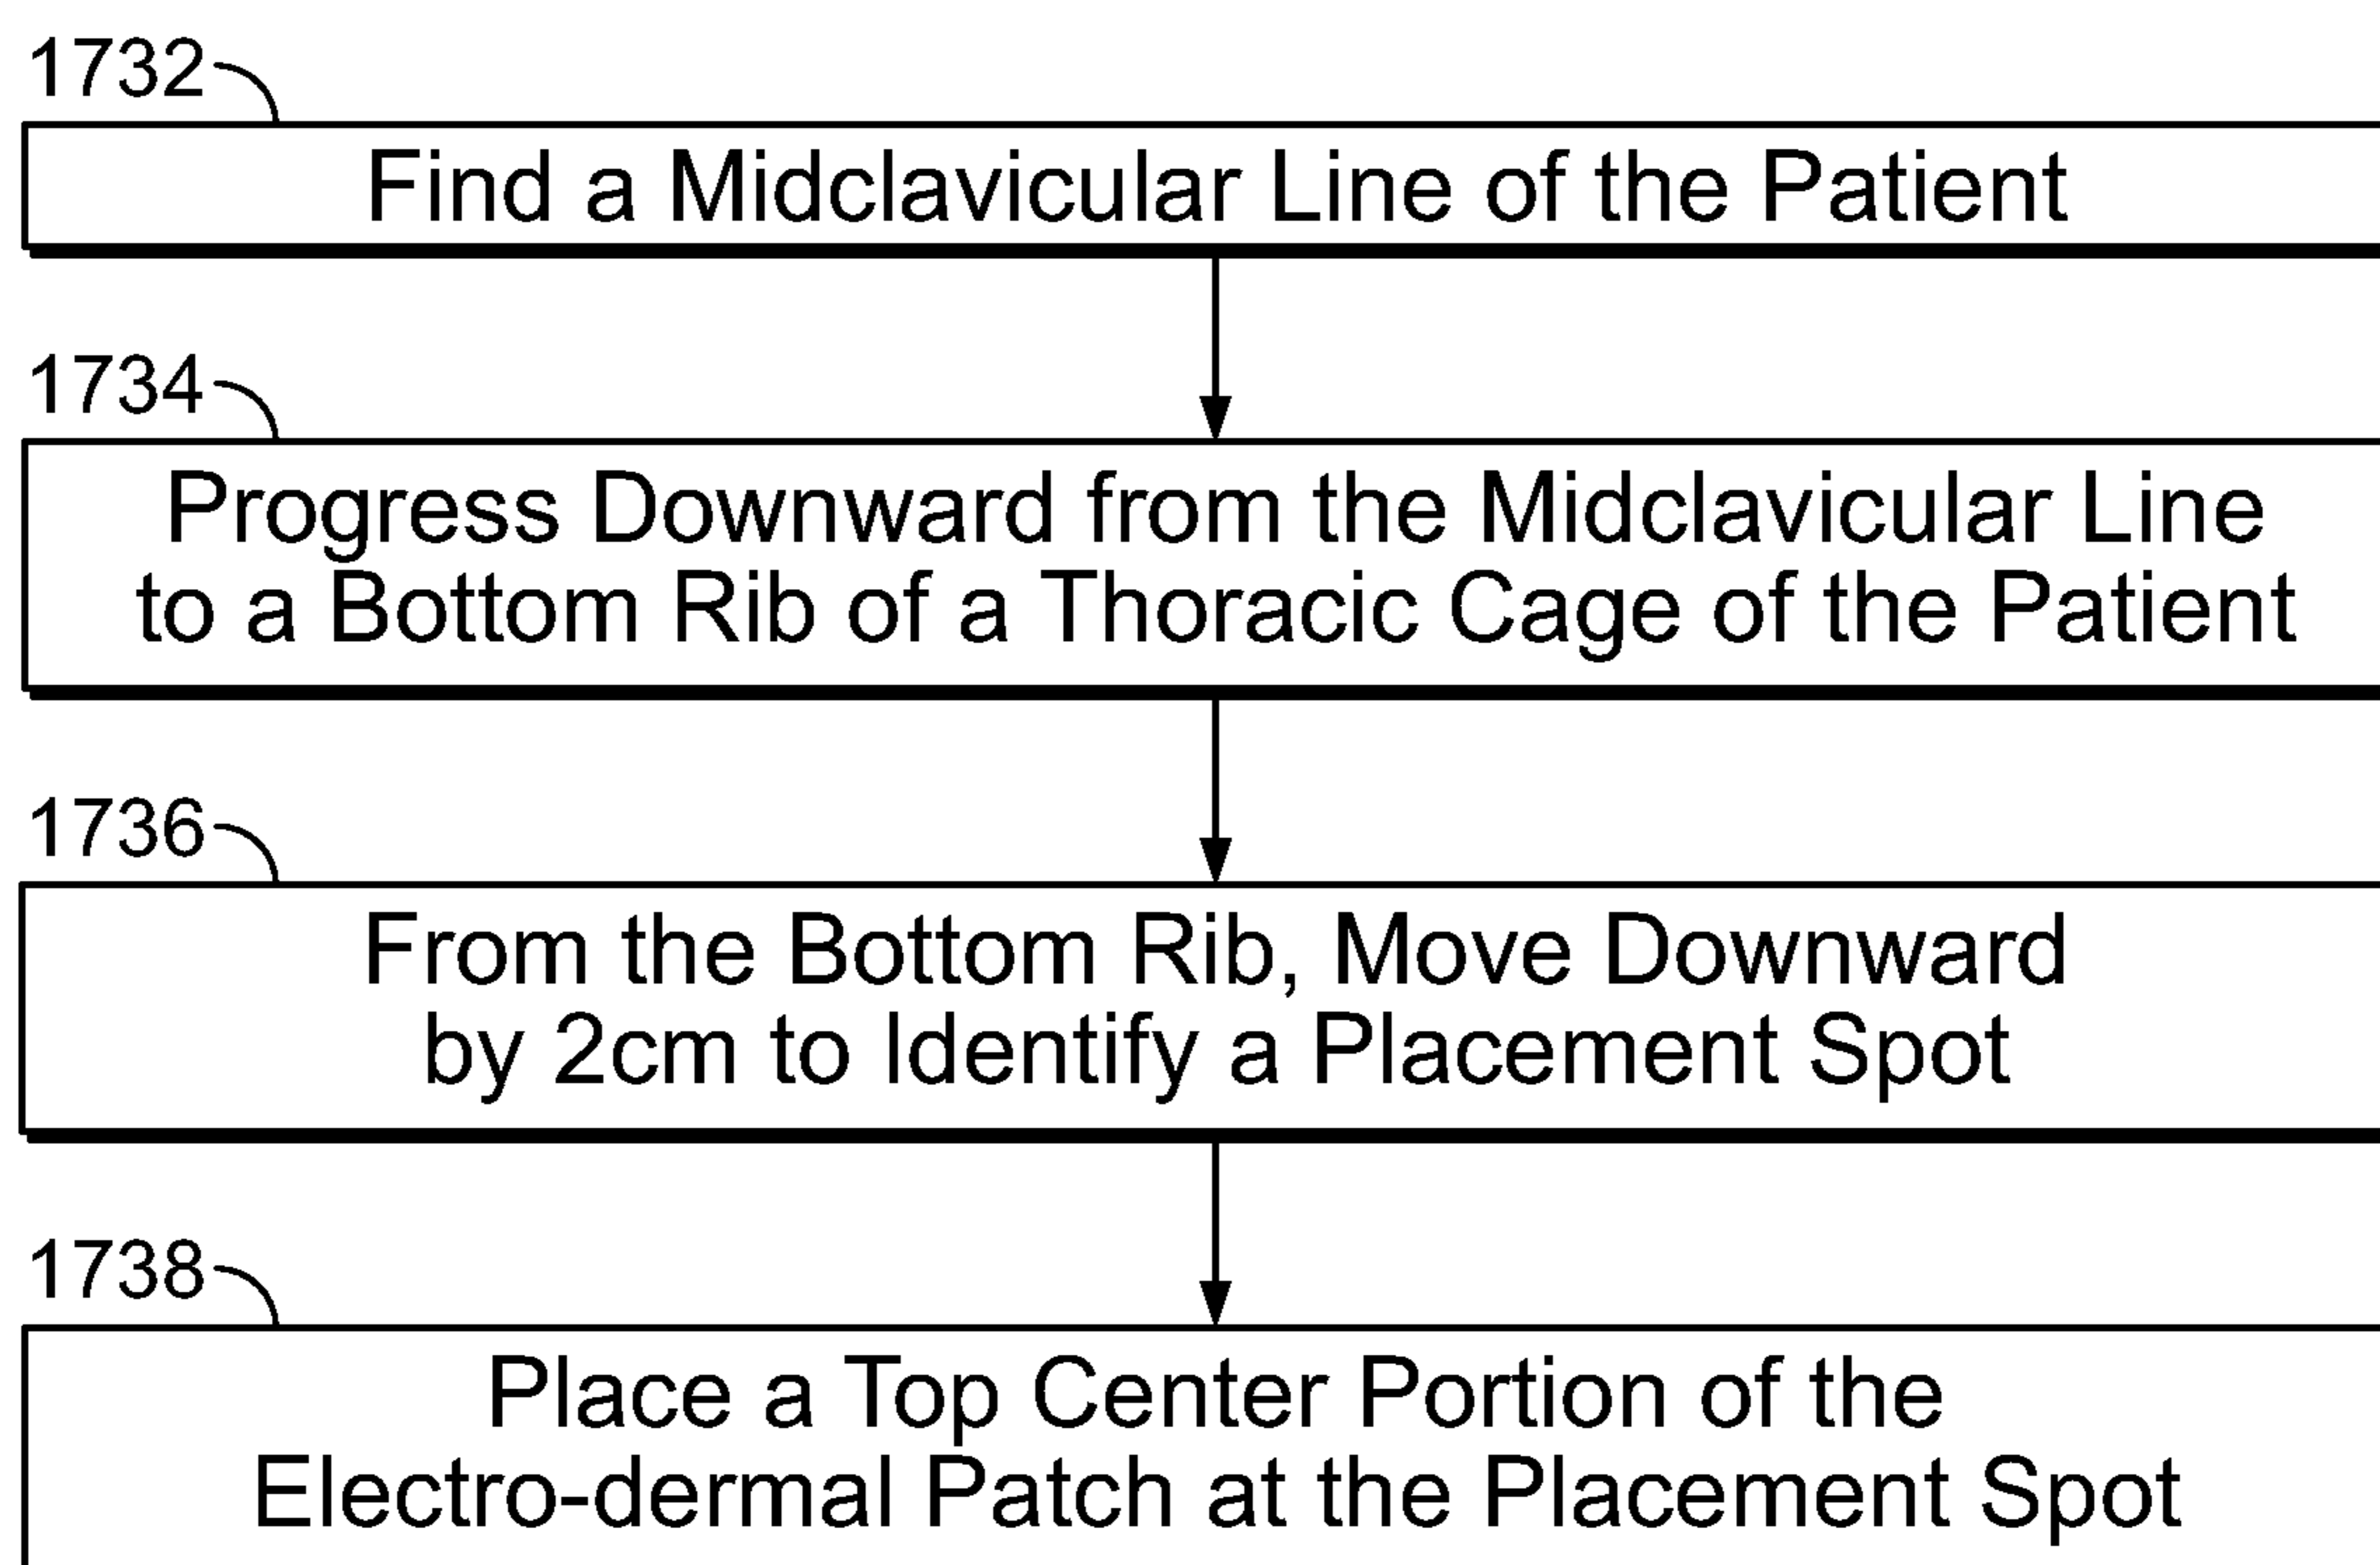 1732
Find a Midclavicular Line of the Patient
1734
Progress Downward from the Midclavicular Line
to a Bottom Rib of a Thoracic Cage of the Patient
1736
From the Bottom Rib, Move Downward
by 2cm to Identify a Placement Spot
1738
Place a Top Center Portion of the
Electro-dermal Patch at the Placement Spot